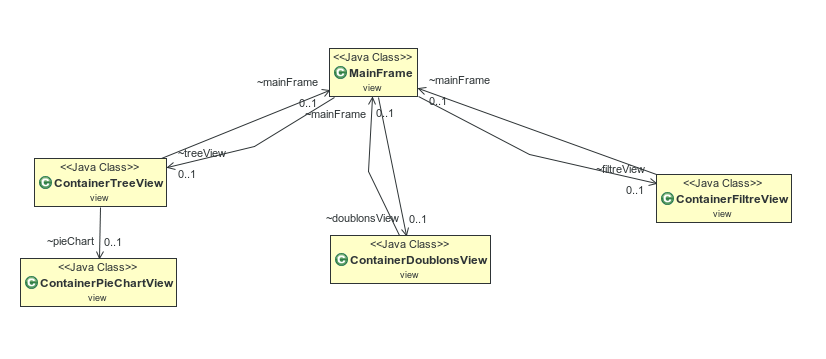 <<Java Class>>
MainFrame
view
~mainFrame
0..1
~mainFrame
0..1
~mainFrame
0..1
~treeView
0..1
~doublonsView
0..1
~filtreView
0..1
<<Java Class>>
ContainerTreeView
view
<<Java Class>>
ContainerFiltreView
view
~pieChart
0..1
<<Java Class>>
ContainerDoublonsView
view
<<Java Class>>
ContainerPieChartView
view